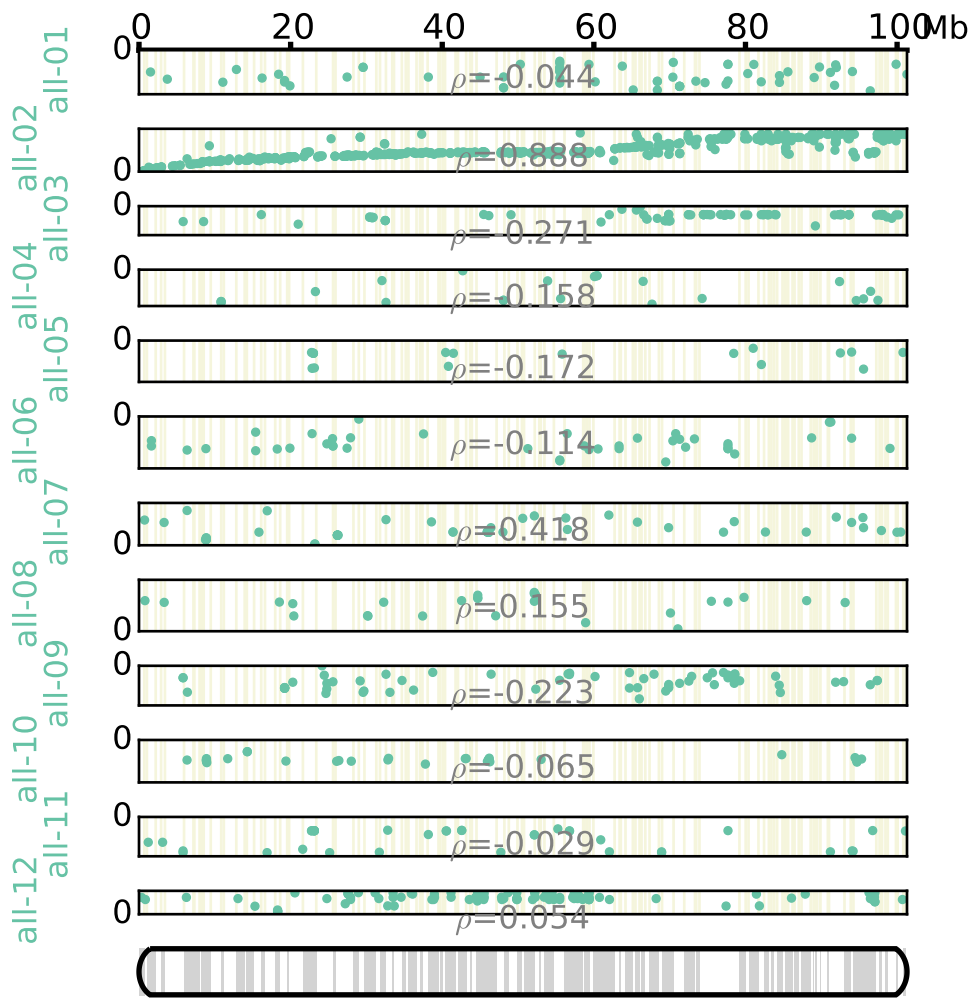 0 20 40 60 80 100 Mb
all-01 0 ρ=-0.044
all-02 0 ρ=0.888
all-03 0 ρ=-0.271
all-04 0 ρ=-0.158
all-05 0 ρ=-0.172
all-06 0 ρ=-0.114
all-07 0 ρ=0.418
all-08 0 ρ=0.155
all-09 0 ρ=-0.223
all-10 0 ρ=-0.065
all-11 0 ρ=-0.029
all-12 0 ρ=0.054